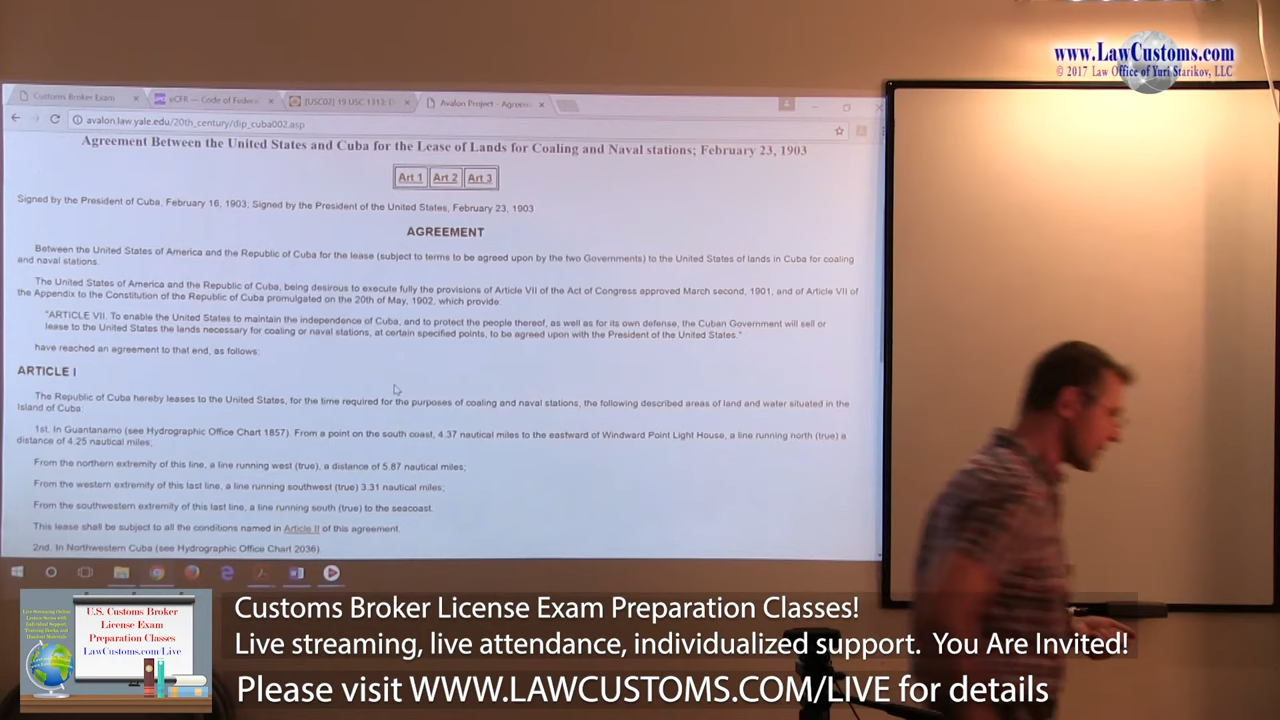 www.LawCustoms.com
© 2017 Law Office of Yuri Starikov, LLC
Customs Broker Exam
eCFR — Code of Federal
[USC02] 19 USC 1313: D
Avalon Project - Agreem
avalon.law.yale.edu/20th_century/dip_cuba002.asp
Agreement Between the United States and Cuba for the Lease of Lands for Coaling and Naval stations; February 23, 1903
Art 1 Art 2 Art 3
Signed by the President of Cuba, February 16, 1903; Signed by the President of the United States, February 23, 1903
AGREEMENT
Between the United States of America and the Republic of Cuba for the lease (subject to terms to be agreed upon by the two Governments) to the United States of lands in Cuba for coaling
and naval stations.
The United States of America and the Republic of Cuba, being desirous to execute fully the provisions of Article VII of the Act of Congress approved March second, 1901, and of Article VII of
the Appendix to the Constitution of the Republic of Cuba promulgated on the 20th of May, 1902, which provide:
"ARTICLE VII. To enable the United States to maintain the independence of Cuba, and to protect the people thereof, as well as for its own defense, the Cuban Government will sell or
lease to the United States the lands necessary for coaling or naval stations, at certain specified points, to be agreed upon with the President of the United States."
have reached an agreement to that end, as follows:
ARTICLE I
The Republic of Cuba hereby leases to the United States, for the time required for the purposes of coaling and naval stations, the following described areas of land and water situated in the
Island of Cuba:
1st. In Guantanamo (see Hydrographic Office Chart 1857). From a point on the south coast, 4.37 nautical miles to the eastward of Windward Point Light House, a line running north (true) a
distance of 4.25 nautical miles;
From the northern extremity of this line, a line running west (true), a distance of 5.87 nautical miles;
From the western extremity of this last line, a line running southwest (true) 3.31 nautical miles;
From the southwestern extremity of this last line, a line running south (true) to the seacoast.
This lease shall be subject to all the conditions named in Article II of this agreement.
2nd. In Northwestern Cuba (see Hydrographic Office Chart 2036)
Live Streaming Online
Lecture Series with
Individual Support,
Training Books and
Handout Materials
U.S. Customs Broker
License Exam
Preparation Classes
LawCustoms.com/Live
Customs Broker License Exam Preparation Classes!
Live streaming, live attendance, individualized support. You Are Invited!
Please visit WWW.LAWCUSTOMS.COM/LIVE for details